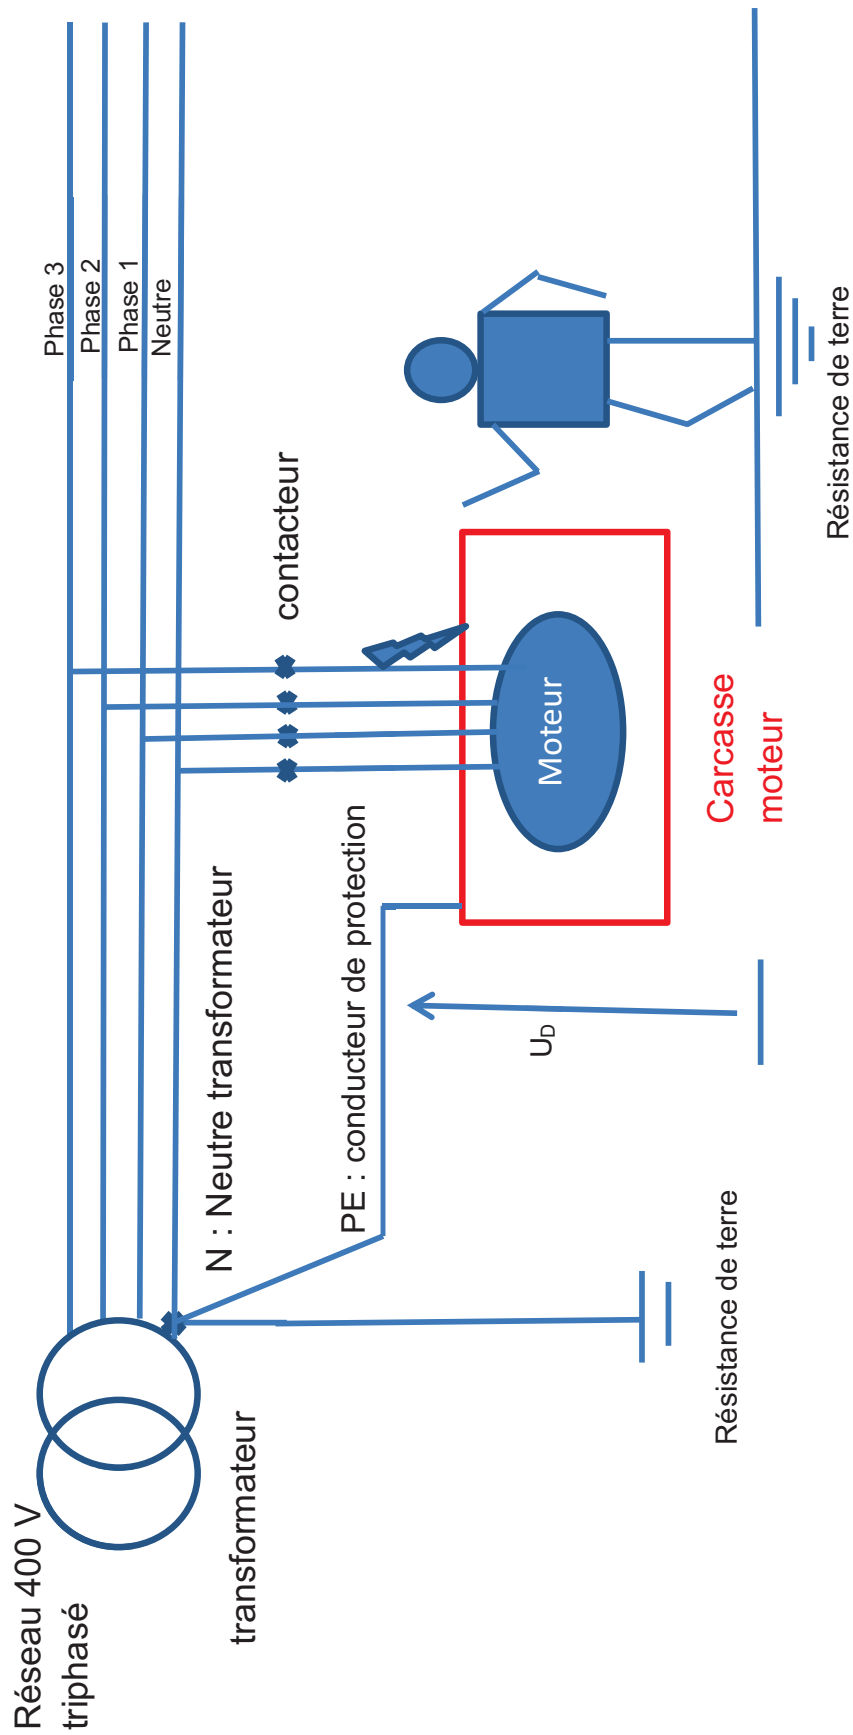 Réseau 400 V
triphasé
transformateur
Phase 3
Phase 2
Phase 1
Neutre
N : Neutre transformateur
contacteur
PE : conducteur de protection
Moteur
U_D
Carcasse
moteur
Résistance de terre
Résistance de terre